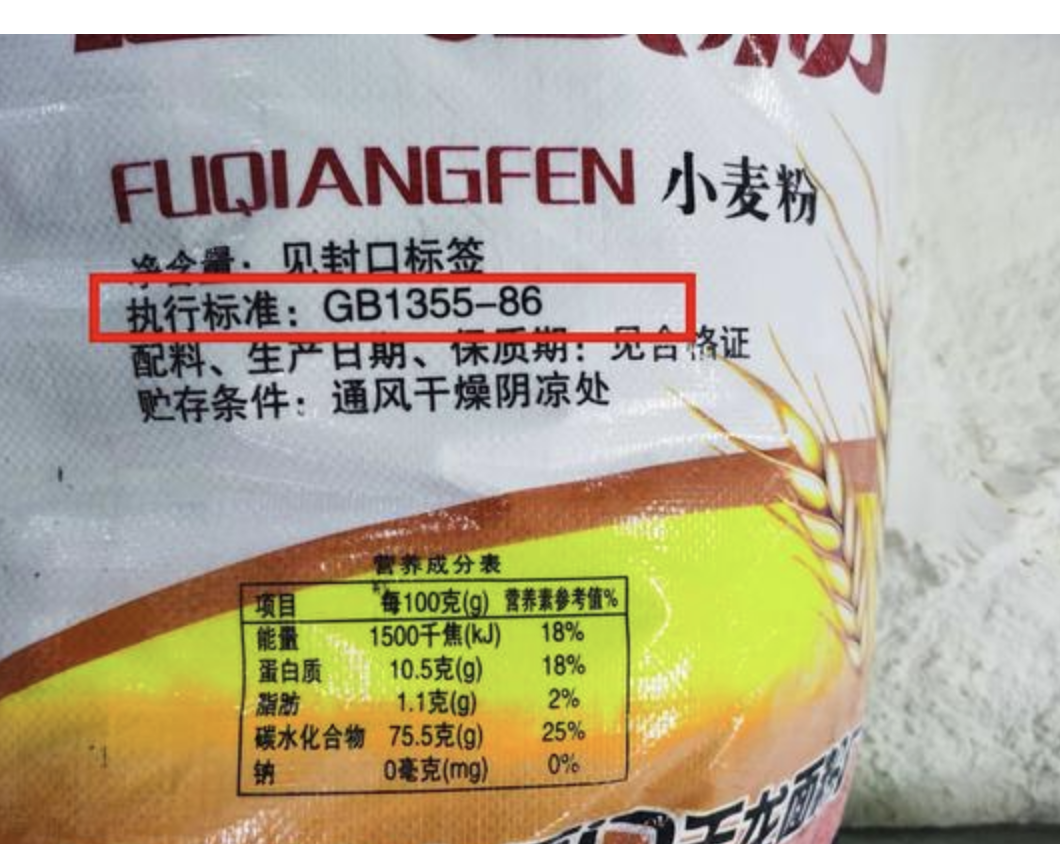 FUQIANGFEN 小麦粉
净含量：见封口标签
执行标准：GB1355-86
配料、生产日期、保质期：见合格证
贮存条件：通风干燥阴凉处
营养成分表
项目 每100克(g) 营养素参考值%
能量 1500千焦(kJ) 18%
蛋白质 10.5克(g) 18%
脂肪 1.1克(g) 2%
碳水化合物 75.5克(g) 25%
钠 0毫克(mg) 0%